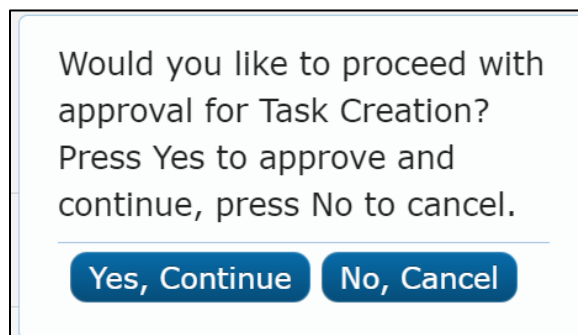 Would you like to proceed with
approval for Task Creation?
Press Yes to approve and
continue, press No to cancel.
Yes, Continue No, Cancel